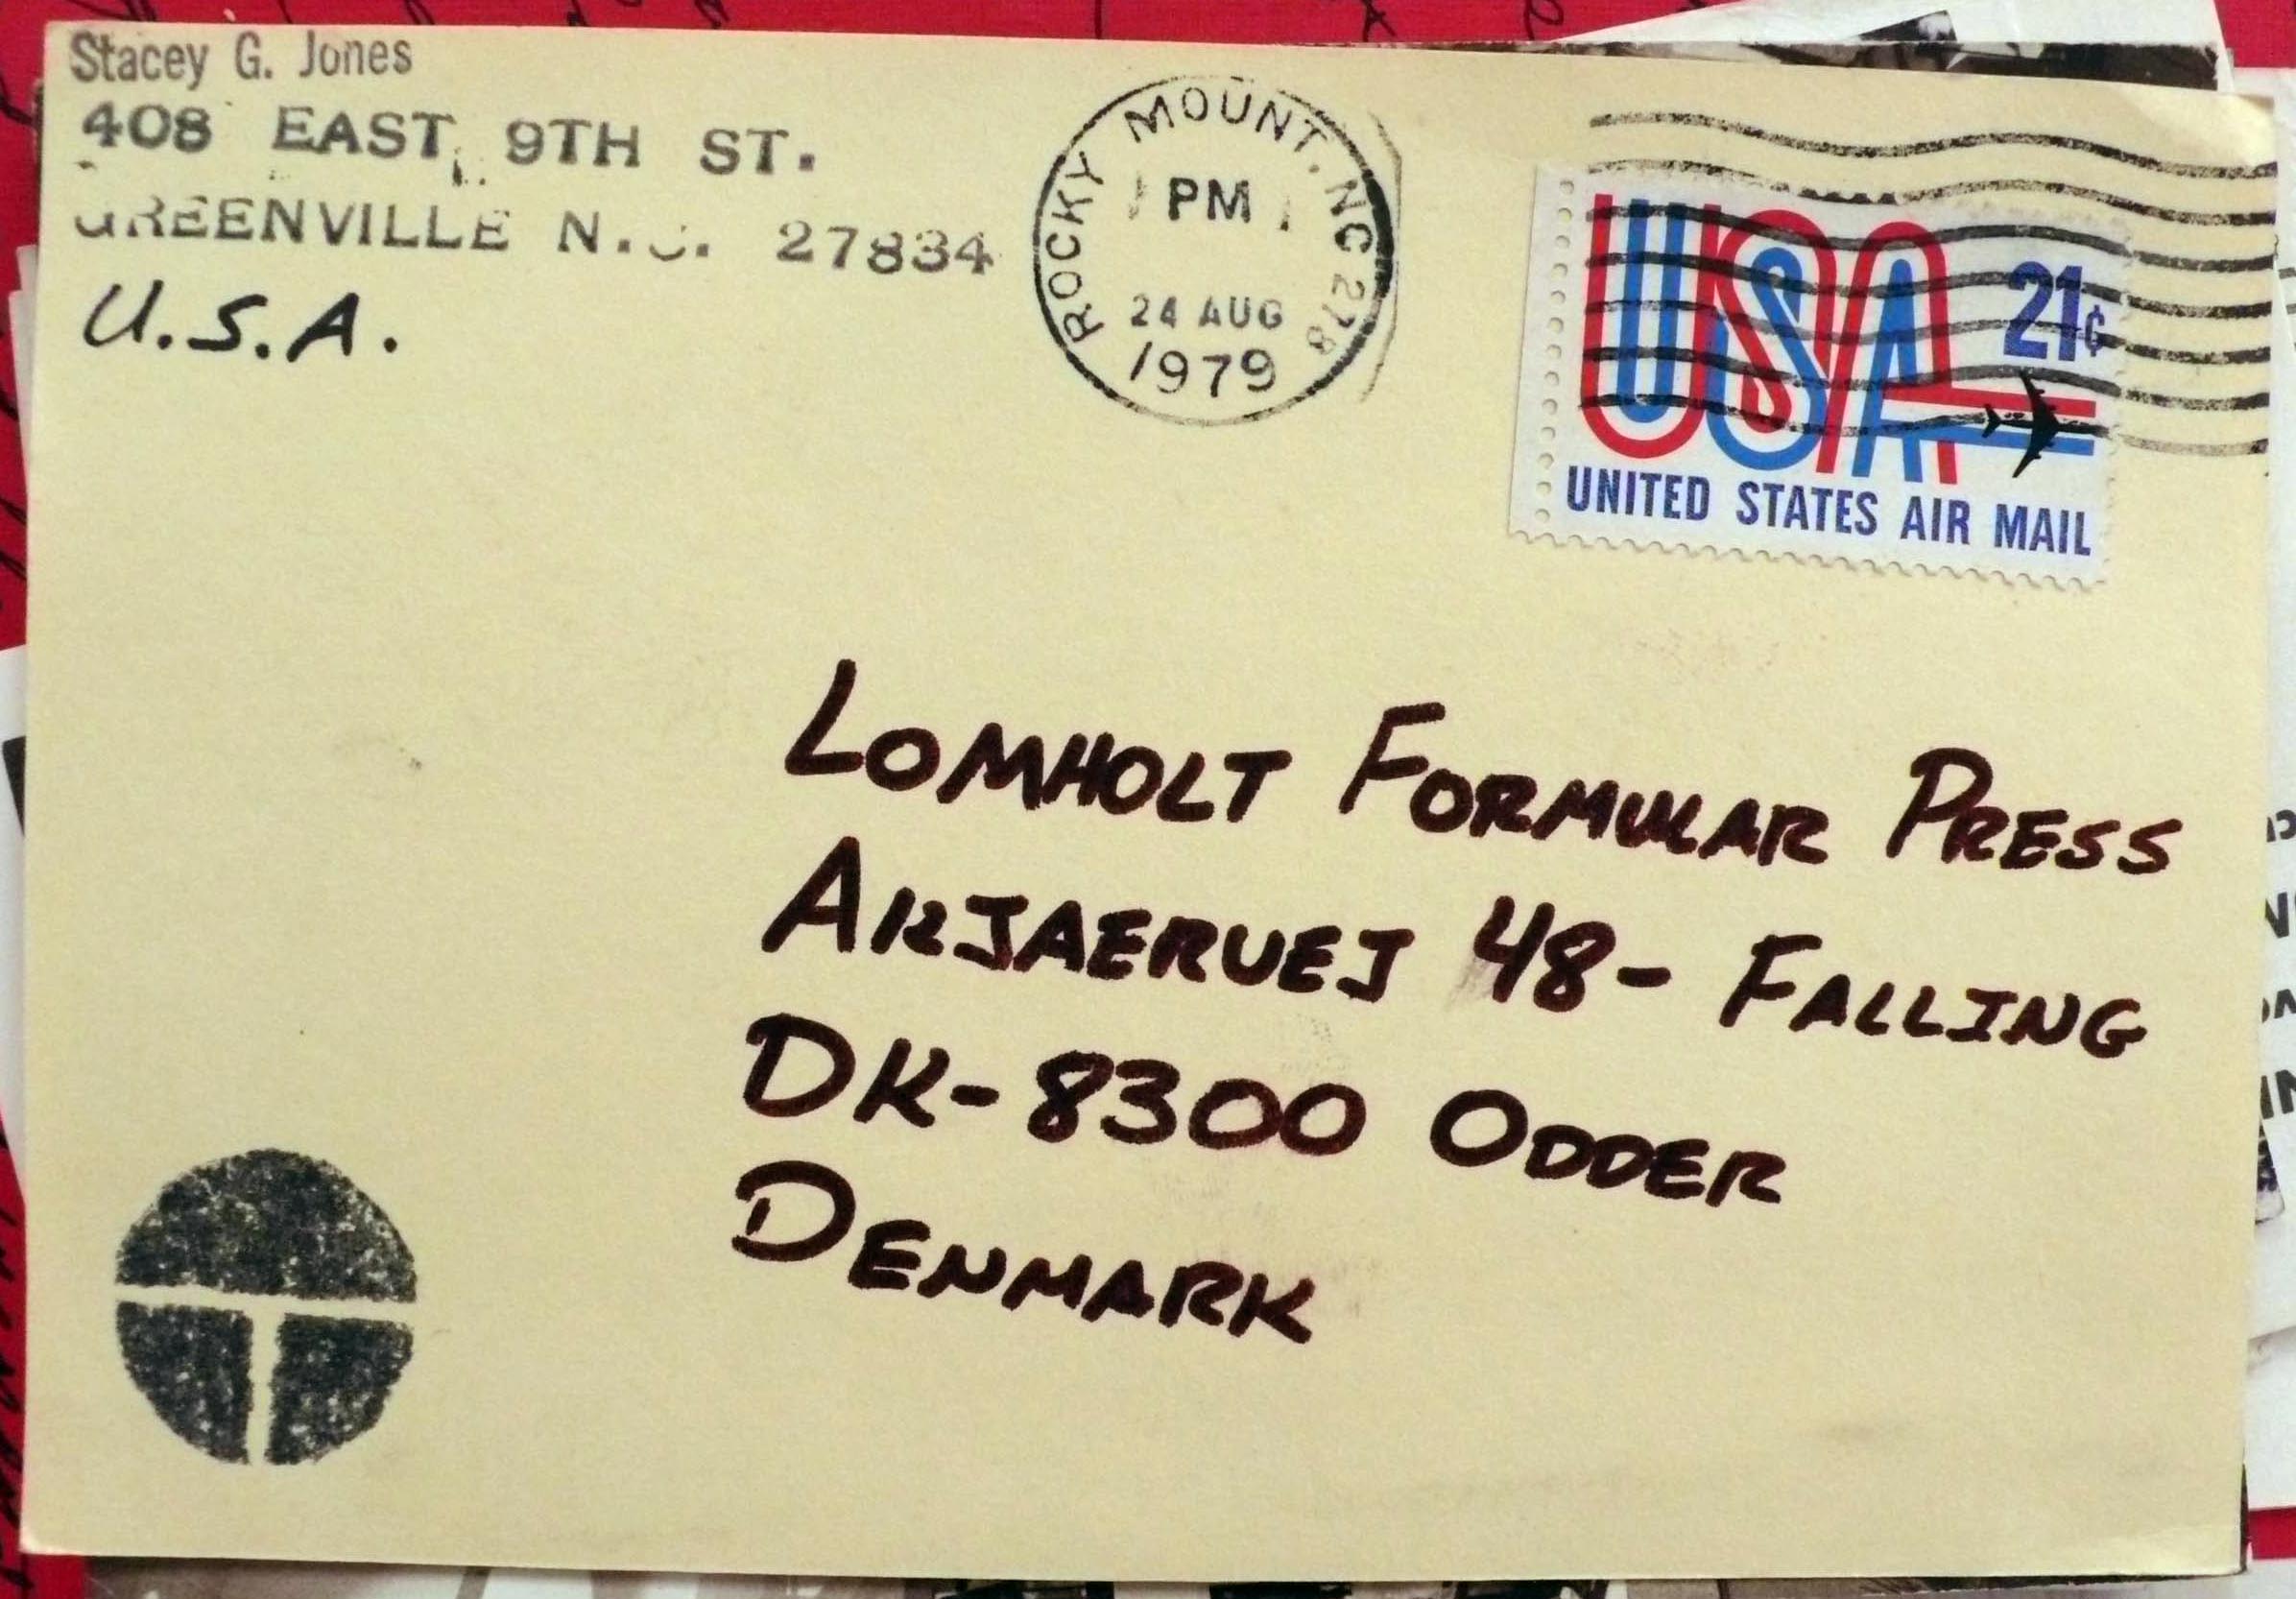 Stacey G. Jones
408 EAST 9TH ST.
GREENVILLE N.C. 27834
U.S.A.
ROCKY MOUNT, NC 278
PM
24 AUG
1979
USA 21¢
UNITED STATES AIR MAIL
LOMHOLT FORMULAR PRESS
AKJAERVEJ 48- FALLING
DK-8300 ODDER
DENMARK